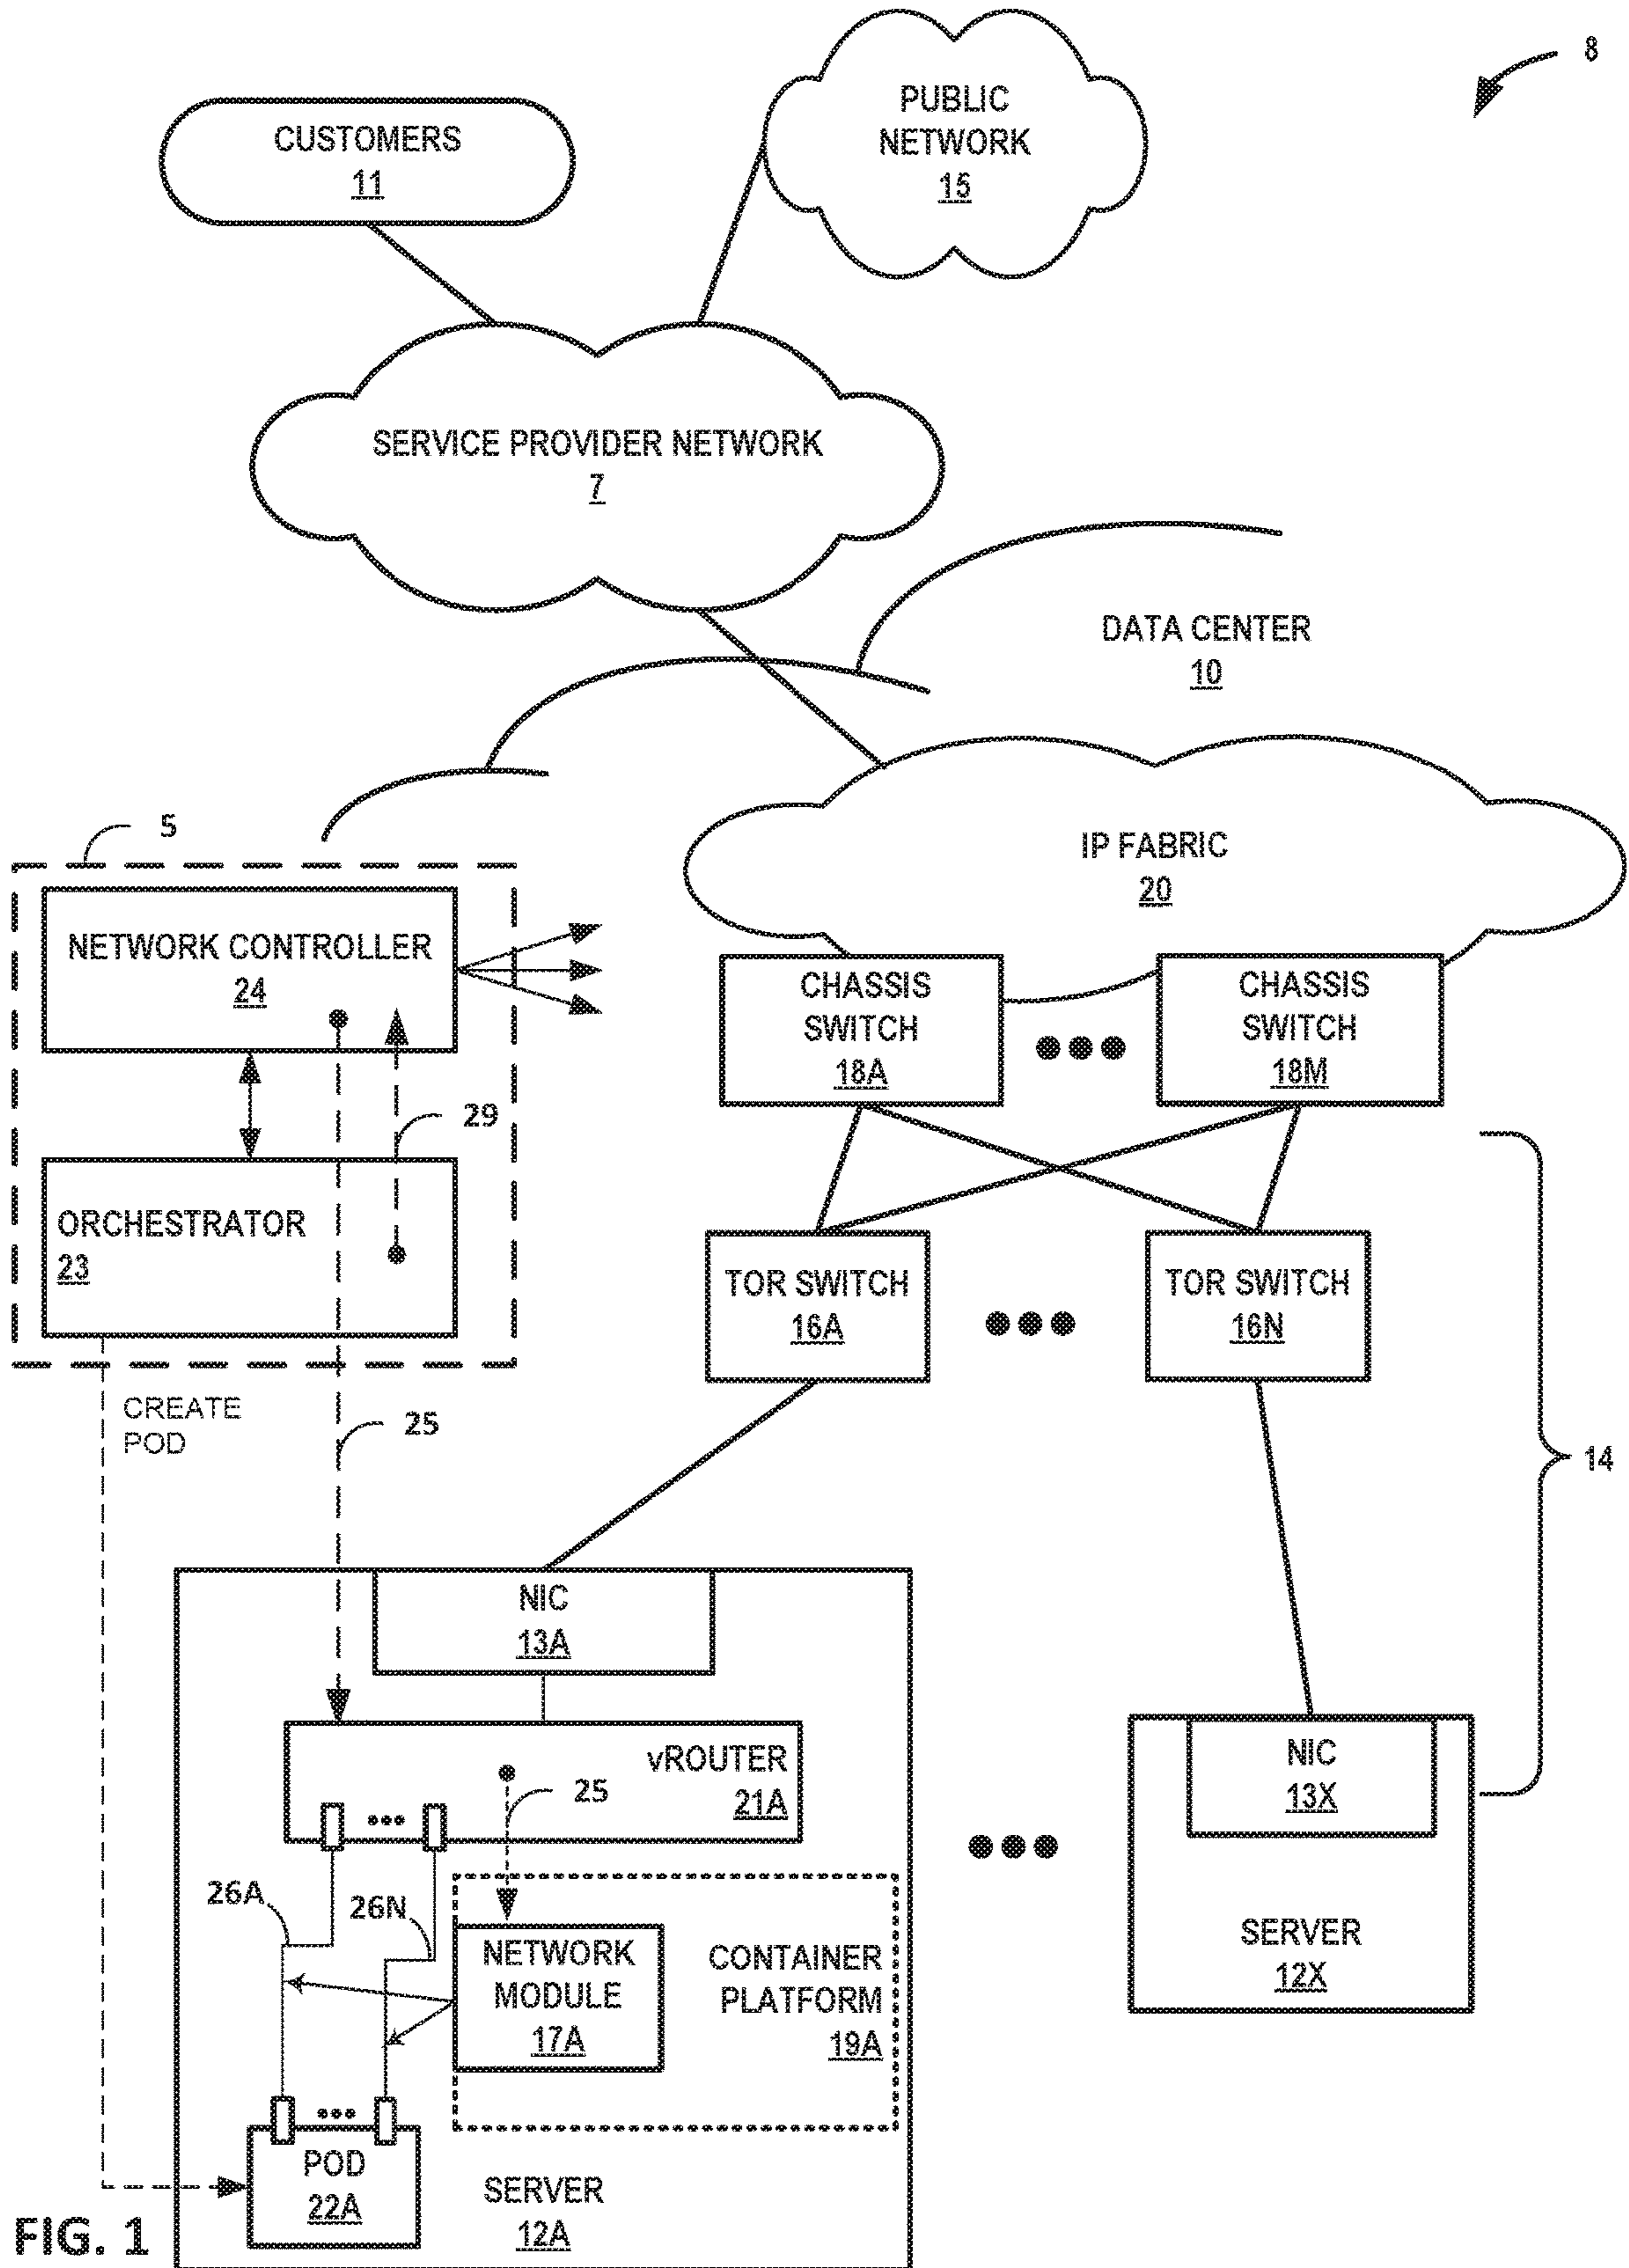 8
PUBLIC
NETWORK
15
CUSTOMERS
11
SERVICE PROVIDER NETWORK
7
DATA CENTER
10
IP FABRIC
20
5
NETWORK CONTROLLER
24
CHASSIS
SWITCH
18A
CHASSIS
SWITCH
18M
29
ORCHESTRATOR
23
TOR SWITCH
16A
TOR SWITCH
16N
CREATE
POD
25
14
NIC
13A
vROUTER
21A
25
NIC
13X
26A
26N
NETWORK
MODULE
17A
CONTAINER
PLATFORM
19A
SERVER
12X
POD
22A
SERVER
12A
FIG. 1